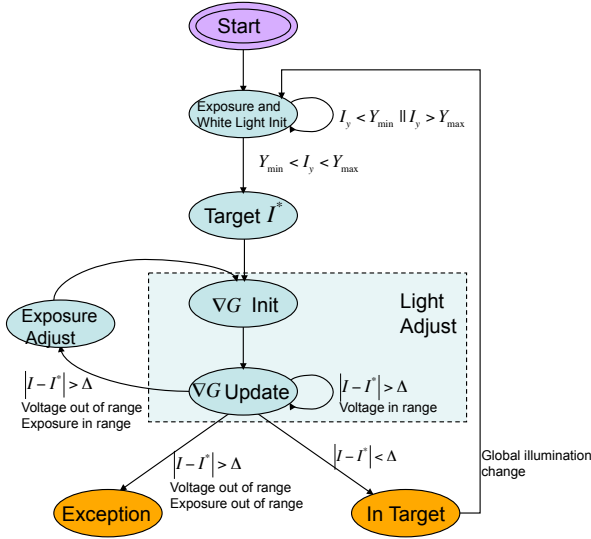 Start
Exposure and
White Light Init
I_y < Y_min || I_y > Y_max
Y_min < I_y < Y_max
Target I*
∇G Init
Light
Adjust
Exposure
Adjust
∇G Update
|I − I*| > Δ
Voltage out of range
Exposure in range
|I − I*| > Δ
Voltage in range
|I − I*| > Δ
Voltage out of range
Exposure out of range
|I − I*| < Δ
Global illumination
change
Exception
In Target